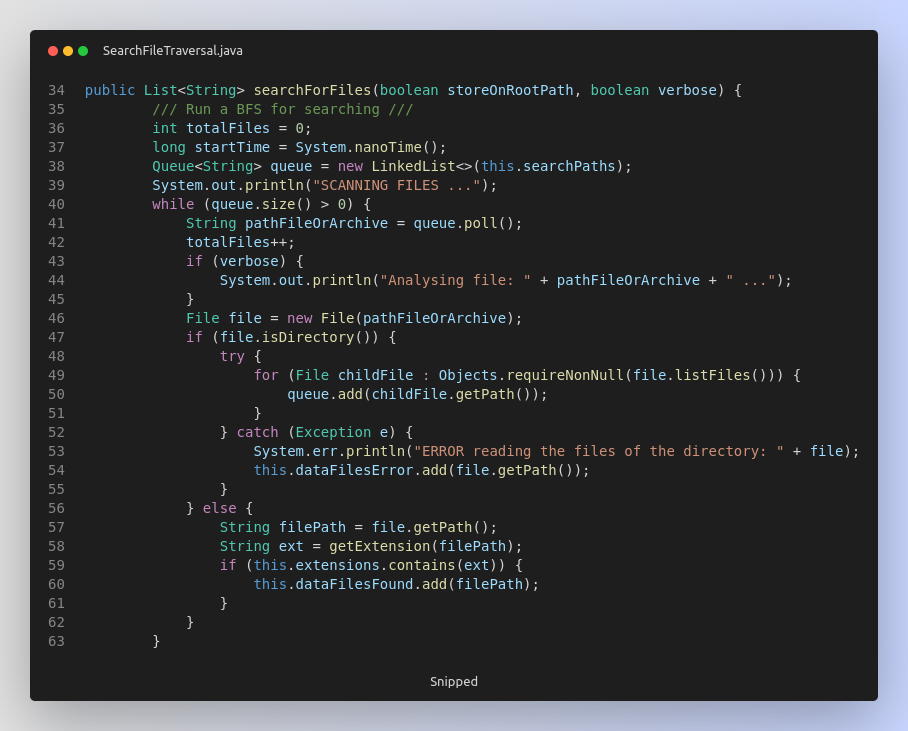 SearchFileTraversal.java
34 public List<String> searchForFiles(boolean storeOnRootPath, boolean verbose) {
35         /// Run a BFS for searching ///
36         int totalFiles = 0;
37         long startTime = System.nanoTime();
38         Queue<String> queue = new LinkedList<>(this.searchPaths);
39         System.out.println("SCANNING FILES ...");
40         while (queue.size() > 0) {
41             String pathFileOrArchive = queue.poll();
42             totalFiles++;
43             if (verbose) {
44                 System.out.println("Analysing file: " + pathFileOrArchive + " ...");
45             }
46             File file = new File(pathFileOrArchive);
47             if (file.isDirectory()) {
48                 try {
49                     for (File childFile : Objects.requireNonNull(file.listFiles())) {
50                         queue.add(childFile.getPath());
51                     }
52                 } catch (Exception e) {
53                     System.err.println("ERROR reading the files of the directory: " + file);
54                     this.dataFilesError.add(file.getPath());
55                 }
56             } else {
57                 String filePath = file.getPath();
58                 String ext = getExtension(filePath);
59                 if (this.extensions.contains(ext)) {
60                     this.dataFilesFound.add(filePath);
61                 }
62             }
63         }
Snipped